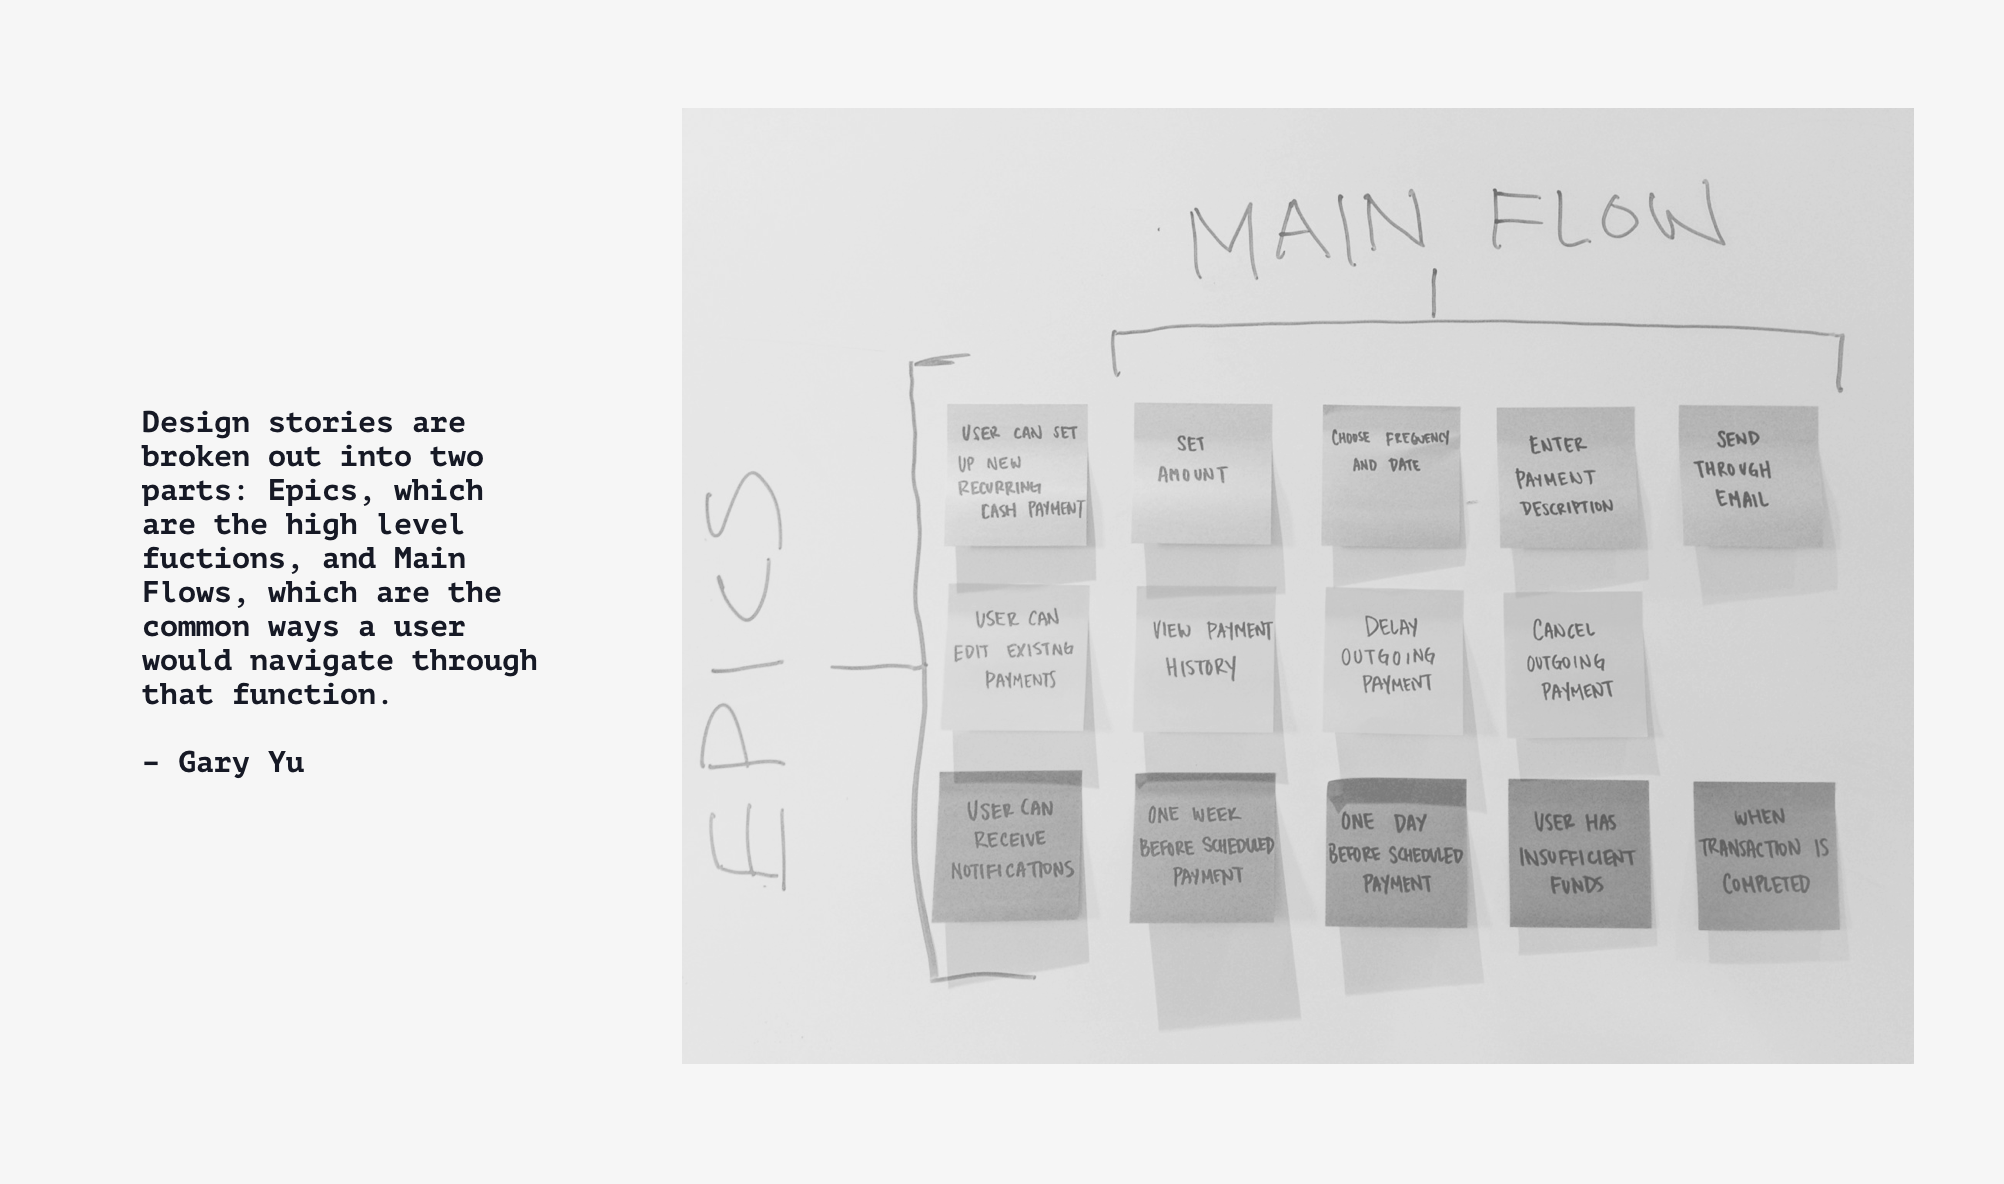 Design stories are
broken out into two
parts: Epics, which
are the high level
fuctions, and Main
Flows, which are the
common ways a user
would navigate through
that function.
– Gary Yu
MAIN FLOW
EPICS
USER CAN SET
UP NEW
RECURRING
CASH PAYMENT
SET
AMOUNT
CHOOSE FREQUENCY
AND DATE
ENTER
PAYMENT
DESCRIPTION
SEND
THROUGH
EMAIL
USER CAN
EDIT EXISTNG
PAYMENTS
VIEW PAYMENT
HISTORY
DELAY
OUTGOING
PAYMENT
CANCEL
OUTGOING
PAYMENT
USER CAN
RECEIVE
NOTIFICATIONS
ONE WEEK
BEFORE SCHEDULED
PAYMENT
ONE DAY
BEFORE SCHEDULED
PAYMENT
USER HAS
INSUFFICIENT
FUNDS
WHEN
TRANSACTION IS
COMPLETED